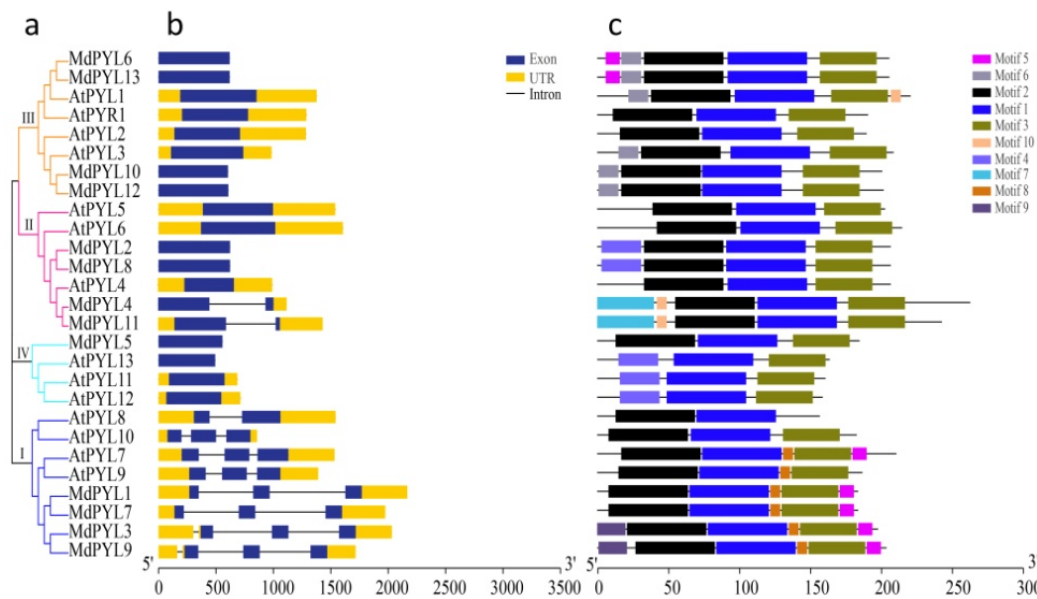 a b c
MdPYL6
MdPYL13
AtPYL1
AtPYR1
AtPYL2
AtPYL3
MdPYL10
MdPYL12
AtPYL5
AtPYL6
MdPYL2
MdPYL8
AtPYL4
MdPYL4
MdPYL11
MdPYL5
AtPYL13
AtPYL11
AtPYL12
AtPYL8
AtPYL10
AtPYL7
AtPYL9
MdPYL1
MdPYL7
MdPYL3
MdPYL9
III
II
IV
I
Exon
UTR
Intron
5' 3'
0 500 1000 1500 2000 2500 3000 3500
Motif 5
Motif 6
Motif 2
Motif 1
Motif 3
Motif 10
Motif 4
Motif 7
Motif 8
Motif 9
5' 3'
0 50 100 150 200 250 300